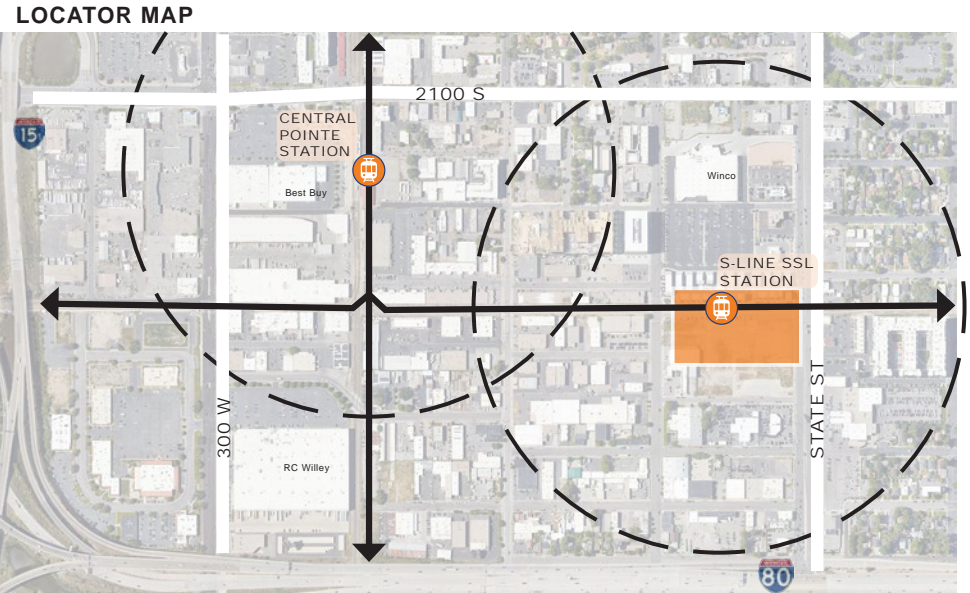 LOCATOR MAP
2100 S
CENTRAL
POINTE
STATION
15
Best Buy
Winco
S-LINE SSL
STATION
300 W
STATE ST
RC Willey
80